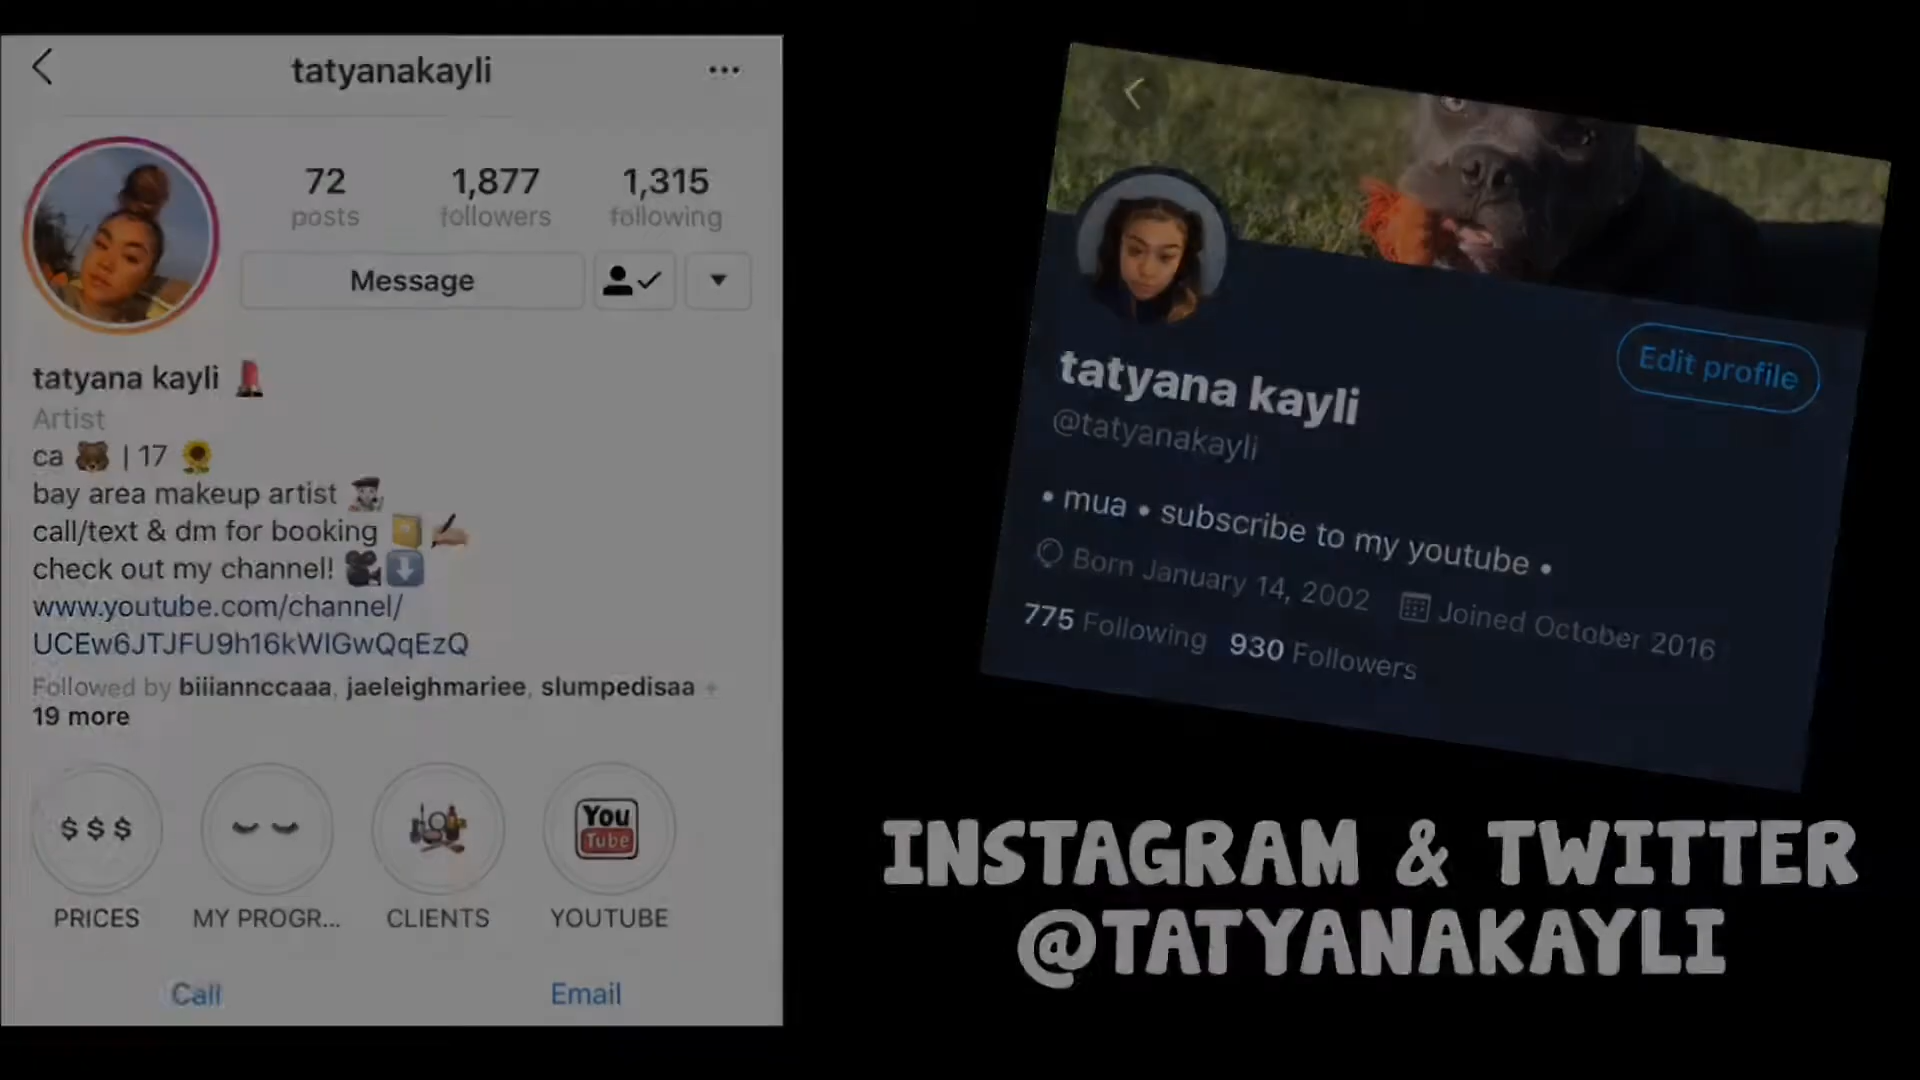 tatyanakayli
72 1,877 1,315
posts followers following
Message
tatyana kayli
Artist
ca | 17
bay area makeup artist
call/text & dm for booking
check out my channel!
www.youtube.com/channel/
UCEw6JTJFU9h16kWlGwQqEzQ
Followed by biiiannccaaa, jaeleighmariee, slumpedisaa +
19 more
$$$
You
Tube
PRICES MY PROGR... CLIENTS YOUTUBE
Call Email
Edit profile
tatyana kayli
@tatyanakayli
• mua • subscribe to my youtube •
Born January 14, 2002 Joined October 2016
775 Following 930 Followers
INSTAGRAM & TWITTER
@TATYANAKAYLI